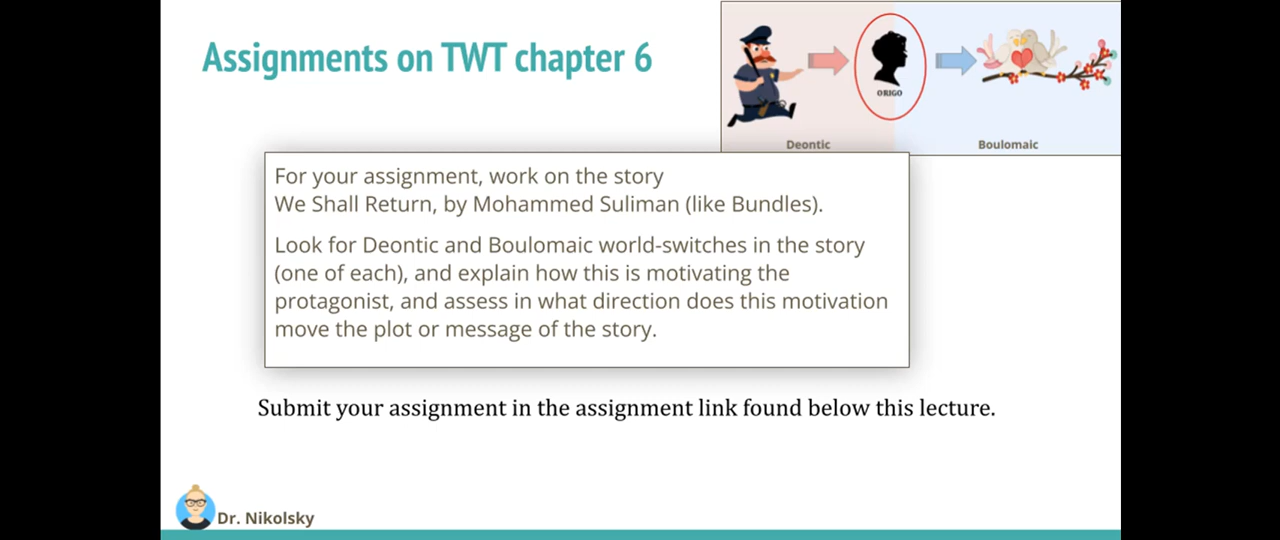 Assignments on TWT chapter 6
ORIGO
Deontic
Boulomaic
For your assignment, work on the story
We Shall Return, by Mohammed Suliman (like Bundles).
Look for Deontic and Boulomaic world-switches in the story
(one of each), and explain how this is motivating the
protagonist, and assess in what direction does this motivation
move the plot or message of the story.
Submit your assignment in the assignment link found below this lecture.
Dr. Nikolsky